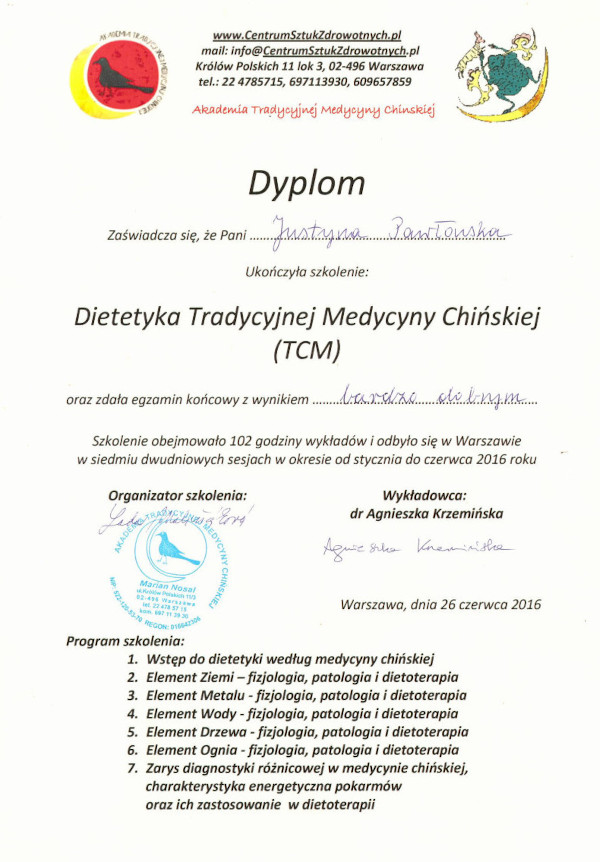 AKADEMIA TRADYCYJNEJ MEDYCYNY CHIŃSKIEJ
www.CentrumSztukZdrowotnych.pl
mail: info@CentrumSztukZdrowotnych.pl
Królów Polskich 11 lok 3, 02-496 Warszawa
tel.: 22 4785715, 697113930, 609657859
Akademia Tradycyjnej Medycyny Chinskiej
Dyplom
Zaświadcza się, że Pani Justyna Pawłowska
Ukończyła szkolenie:
Dietetyka Tradycyjnej Medycyny Chińskiej
(TCM)
oraz zdała egzamin końcowy z wynikiem bardzo dobrym
Szkolenie obejmowało 102 godziny wykładów i odbyło się w Warszawie
w siedmiu dwudniowych sesjach w okresie od stycznia do czerwca 2016 roku
Organizator szkolenia:
Wykładowca:
dr Agnieszka Krzemińska
Agnieszka Krzemińska
AKADEMIA TRADYCYJNEJ MEDYCYNY CHIŃSKIEJ
Marian Nosal
ul.Królów Polskich 11/3
02-496 Warszawa
tel. 22 478 57 15
kom. 697 11 39 30
Warszawa, dnia 26 czerwca 2016
Program szkolenia:
1. Wstęp do dietetyki według medycyny chińskiej
2. Element Ziemi – fizjologia, patologia i dietoterapia
3. Element Metalu - fizjologia, patologia i dietoterapia
4. Element Wody - fizjologia, patologia i dietoterapia
5. Element Drzewa - fizjologia, patologia i dietoterapia
6. Element Ognia - fizjologia, patologia i dietoterapia
7. Zarys diagnostyki różnicowej w medycynie chińskiej,
charakterystyka energetyczna pokarmów
oraz ich zastosowanie w dietoterapii